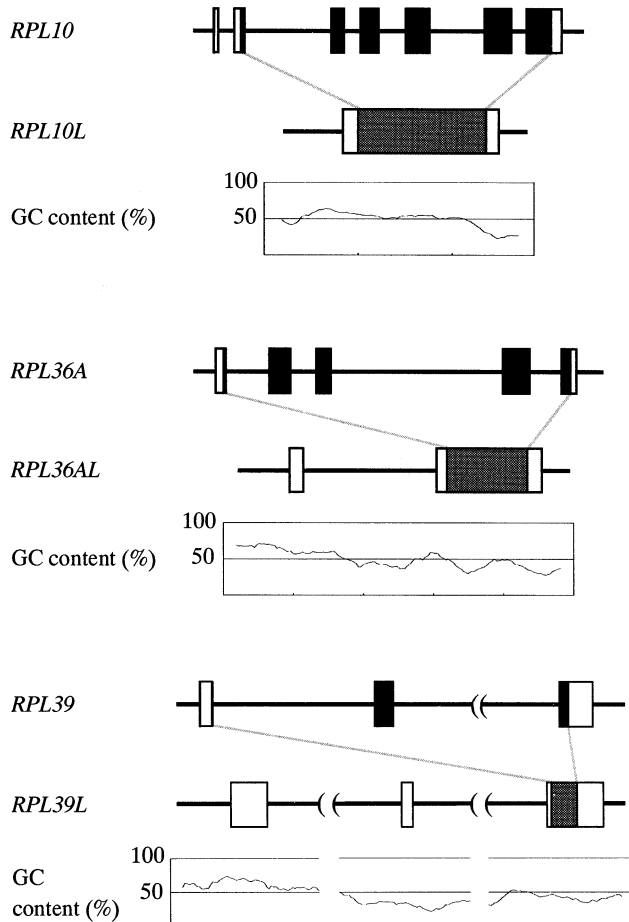 RPL10
RPL10L
100
GC content (%)
50
RPL36A
RPL36AL
100
GC content (%)
50
RPL39
RPL39L
100
GC
50
content (%)